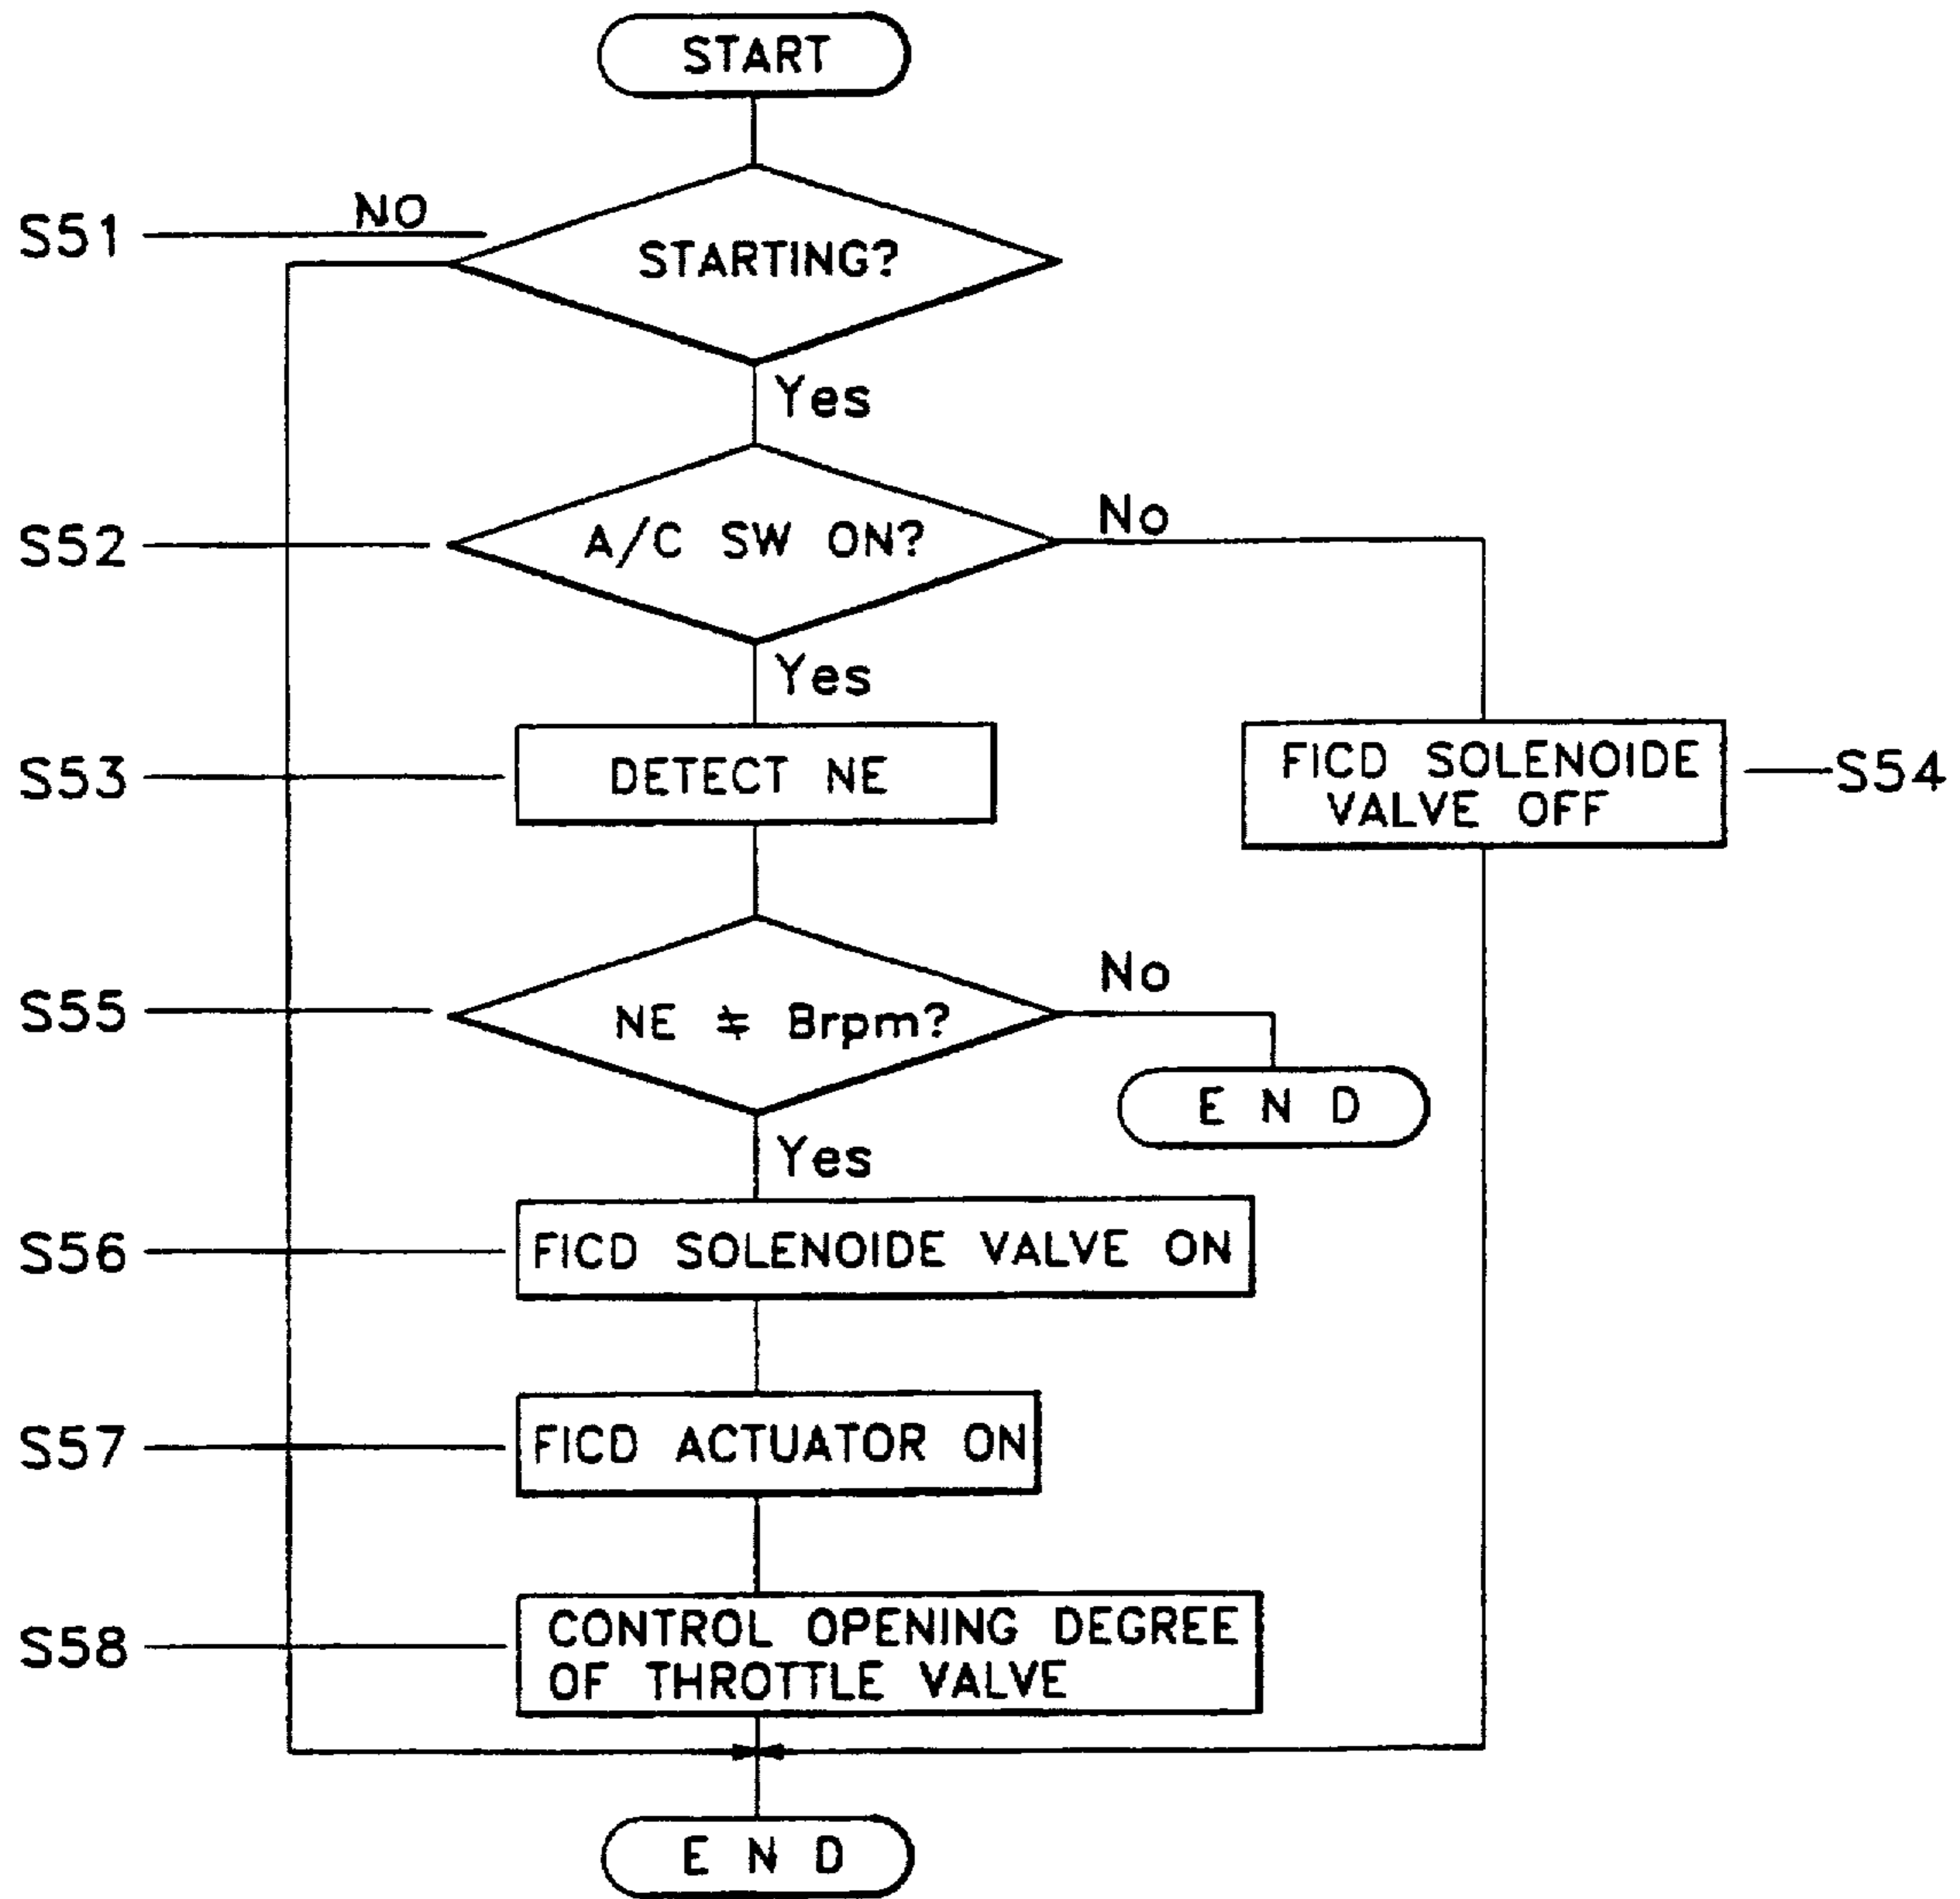 START
S51
NO
STARTING?
Yes
S52
A/C SW ON?
No
Yes
S53
DETECT NE
FICD SOLENOIDE
VALVE OFF
S54
S55
NE ≠ Brpm?
No
E N D
Yes
S56
FICD SOLENOIDE VALVE ON
S57
FICD ACTUATOR ON
S58
CONTROL OPENING DEGREE
OF THROTTLE VALVE
E N D